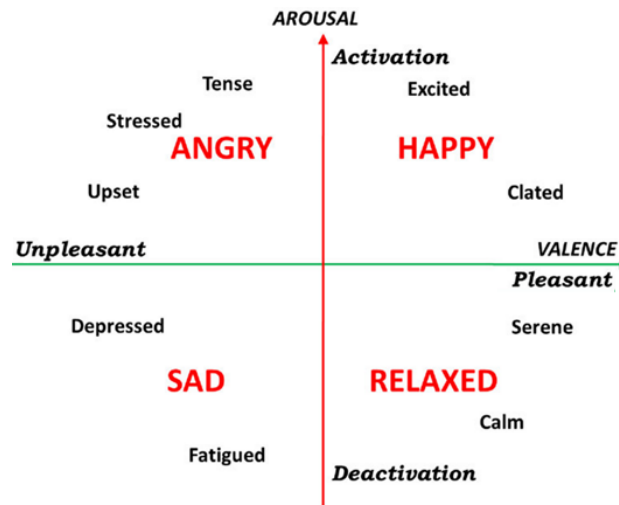 AROUSAL
Activation
Tense
Excited
Stressed
ANGRY
HAPPY
Upset
Clated
Unpleasant
VALENCE
Pleasant
Depressed
Serene
SAD
RELAXED
Calm
Fatigued
Deactivation